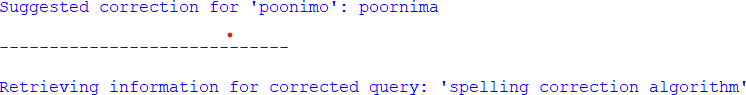 Suggested correction for 'poonimo': poornima
-----------------------------
Retrieving information for corrected query: 'spelling correction algorithm'